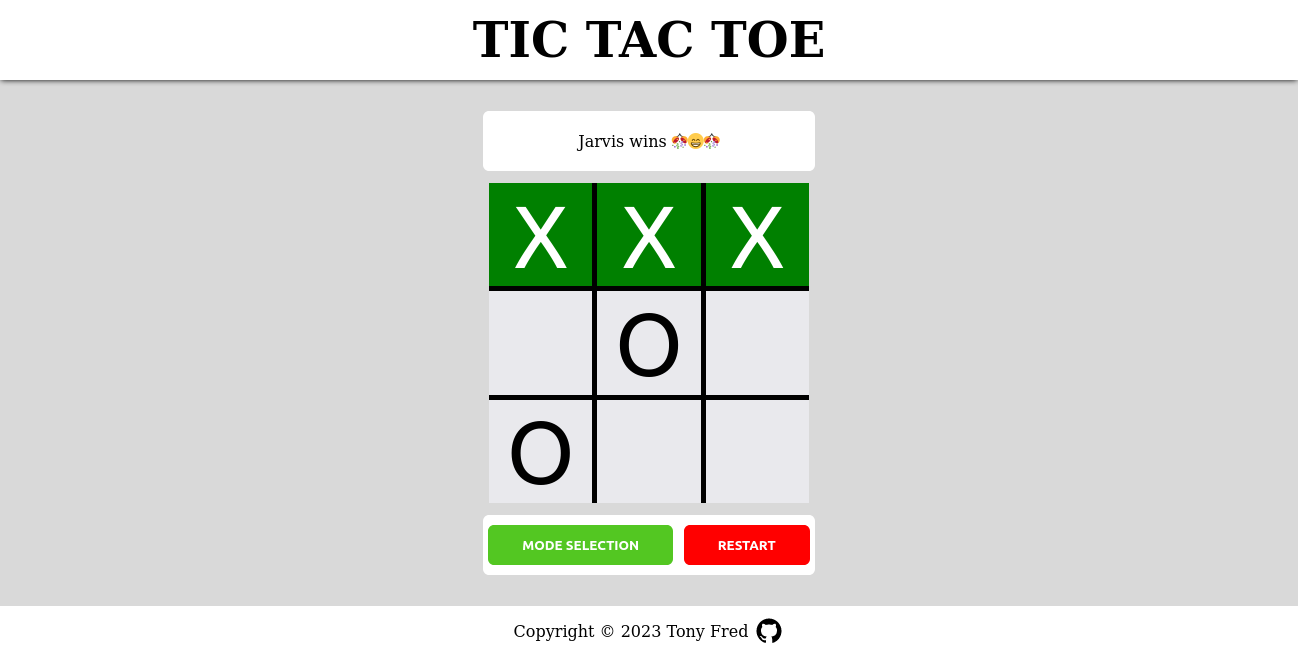 TIC TAC TOE
Jarvis wins 🎊😄🎊
X X X
O
O
MODE SELECTION RESTART
Copyright © 2023 Tony Fred